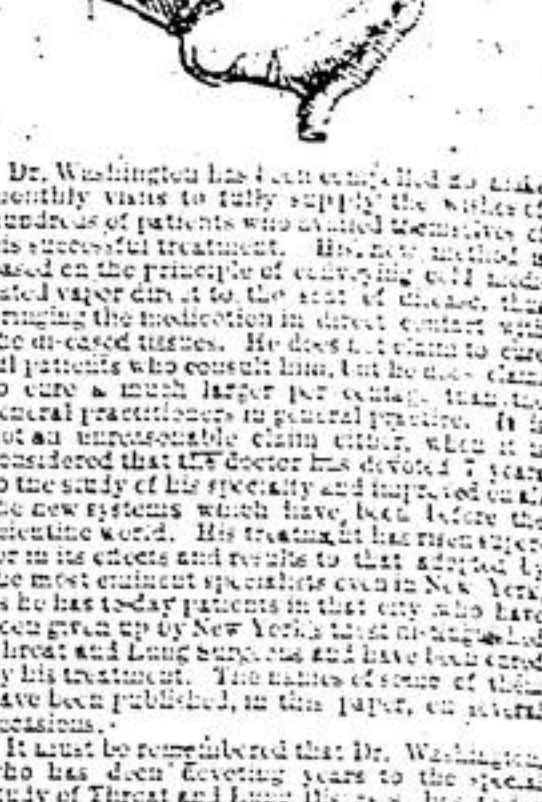 Dr. Washington has been compelled to make
monthly visits to fully supply the wishes of
hundreds of patients who availed themselves of
his successful treatment. His new method is
based on the principle of conveying cold medi-
ated vapor direct to the seat of disease, thus
ringing the medication in direct contact with
the diseased tissues. He does not claim to cure
all patients who consult him, but he does claim
to cure a much larger per centage than the
general practitioners in general practice. It is
not an unreasonable claim either, when it is
considered that the doctor has devoted 7 years
to the study of his specialty and improved on all
the new systems which have been before the
scientific world. His treatment has risen super-
or in its effects and results to that adopted by
the most eminent specialists even in New York,
as he has to-day patients in that city who have
been given up by New York's most distinguished
Throat and Lung Surgeons and have been cured
by his treatment. The names of some of them
have been published, in this paper, on several
occasions.
It must be remembered that Dr. Washington
who has been devoting years to the special
study of Throat and Lung